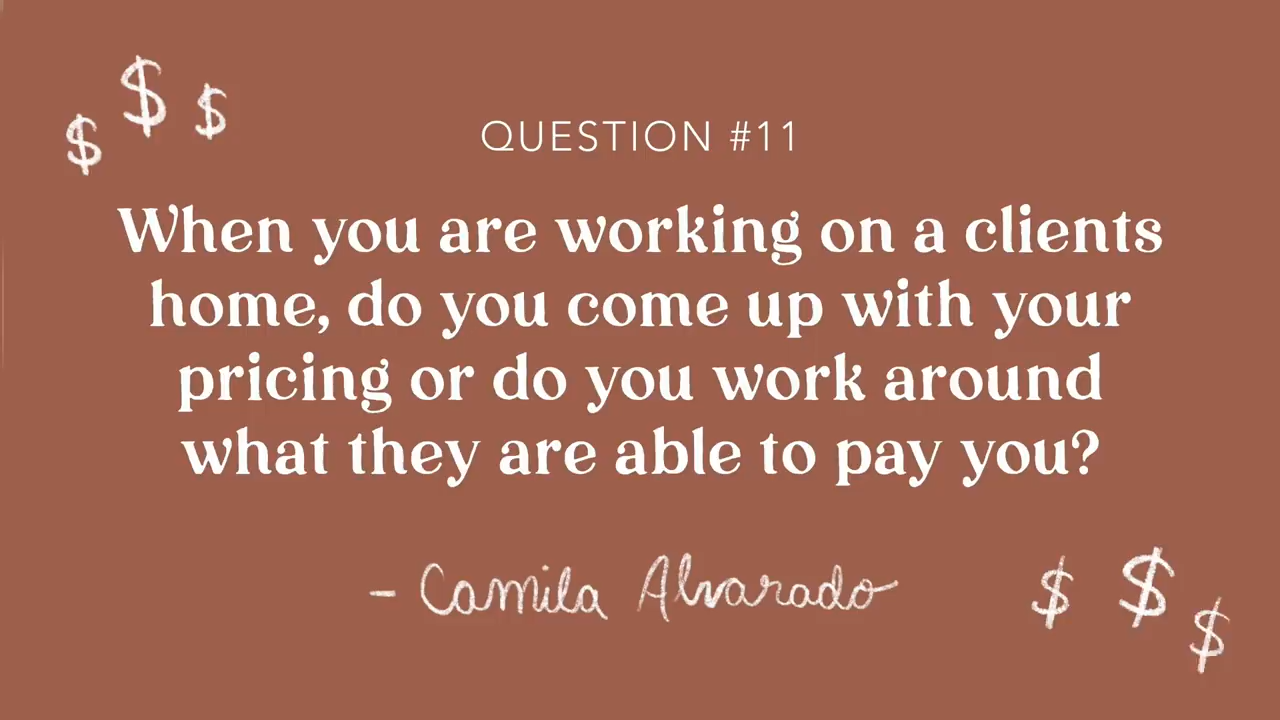 $ $ $
QUESTION #11
When you are working on a clients
home, do you come up with your
pricing or do you work around
what they are able to pay you?
- Camila Alvarado
$ $ $